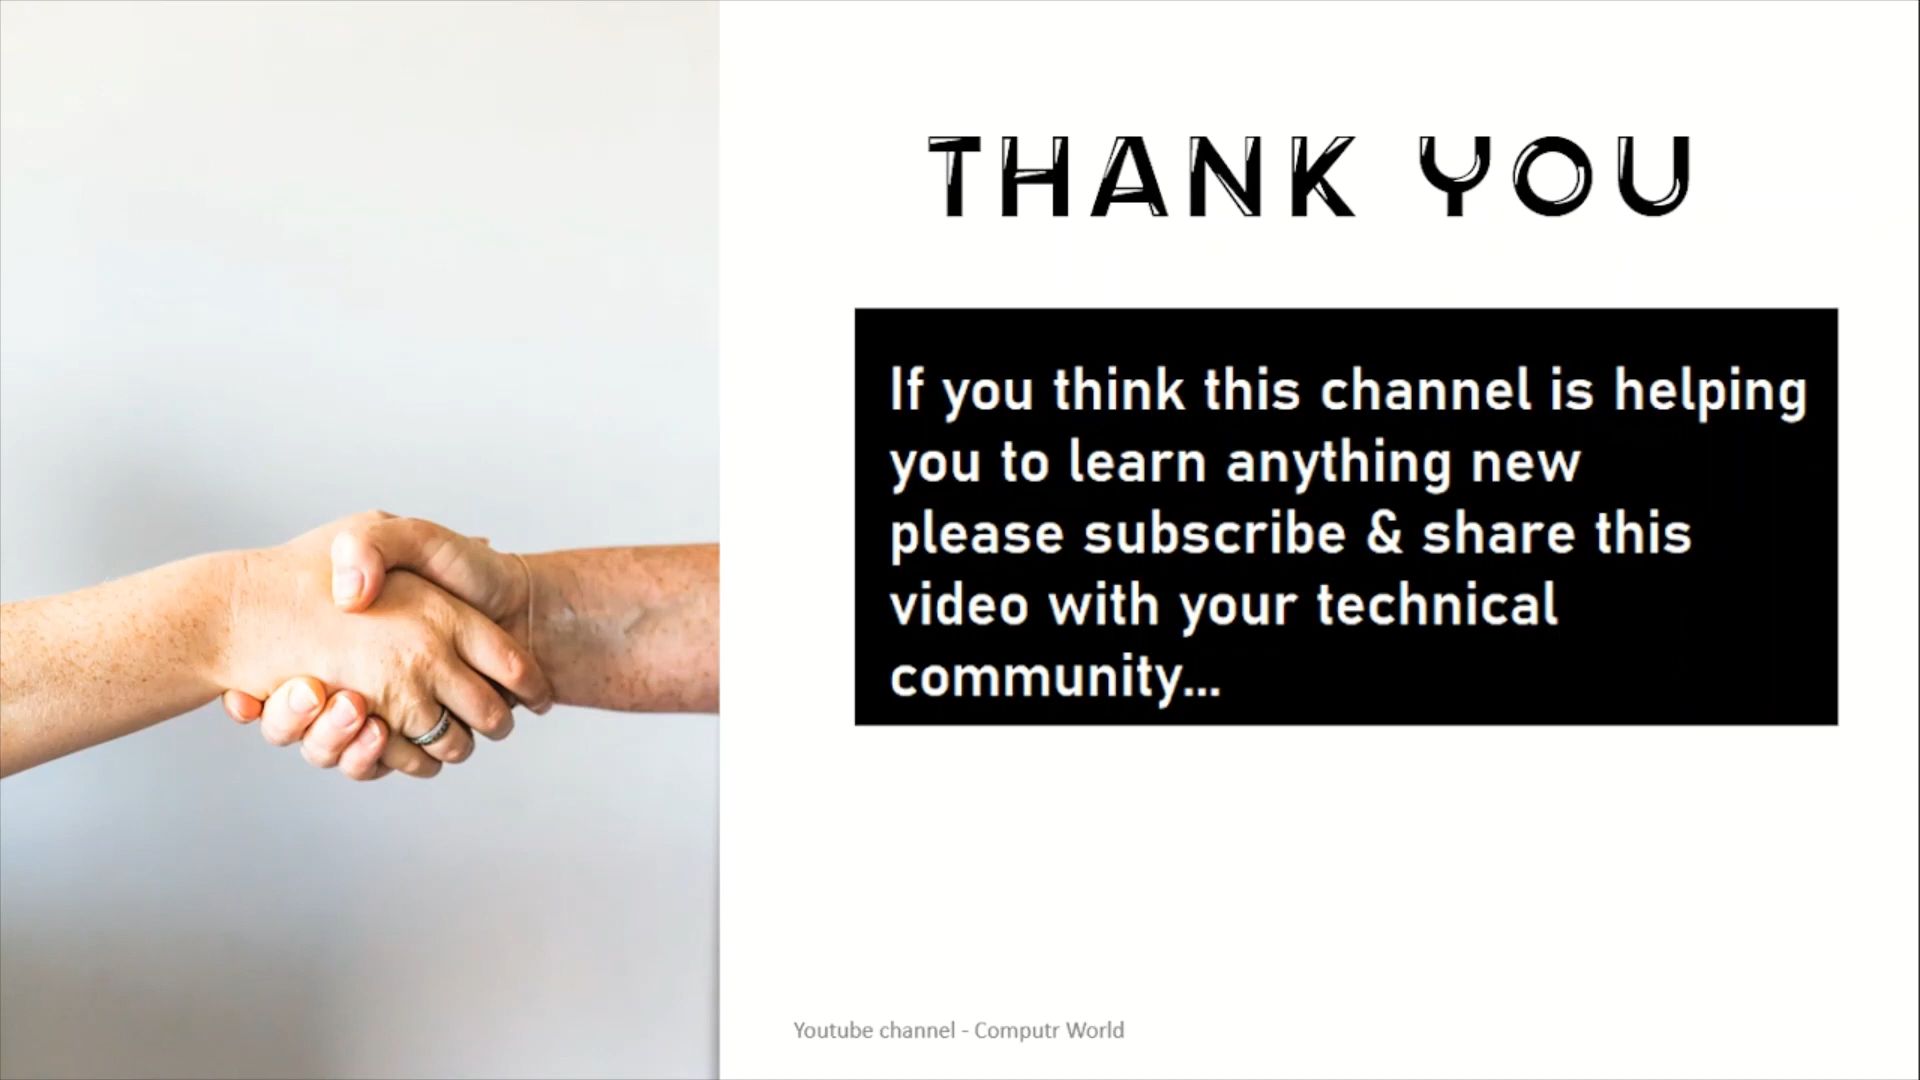 THANK YOU
If you think this channel is helping
you to learn anything new
please subscribe & share this
video with your technical
community...
Youtube channel - Computr World